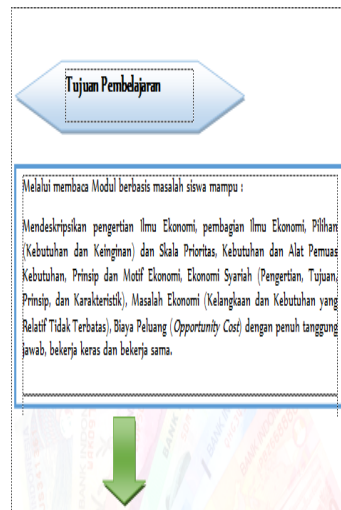 Tujuan Pembelajaran
Melalui membaca Modul berbasis masalah siswa mampu :
Mendeskripsikan pengertian Ilmu Ekonomi, pembagian Ilmu Ekonomi, Pilihan
(Kebutuhan dan Keinginan) dan Skala Prioritas, Kebutuhan dan Alat Pemuas
Kebutuhan, Prinsip dan Motif Ekonomi, Ekonomi Syariah (Pengertian, Tujuan,
Prinsip, dan Karakteristik), Masalah Ekonomi (Kelangkaan dan Kebutuhan yang
Relatif Tidak Terbatas), Biaya Peluang (Opportunity Cost) dengan penuh tanggung
jawab, bekerja keras dan bekerja sama.